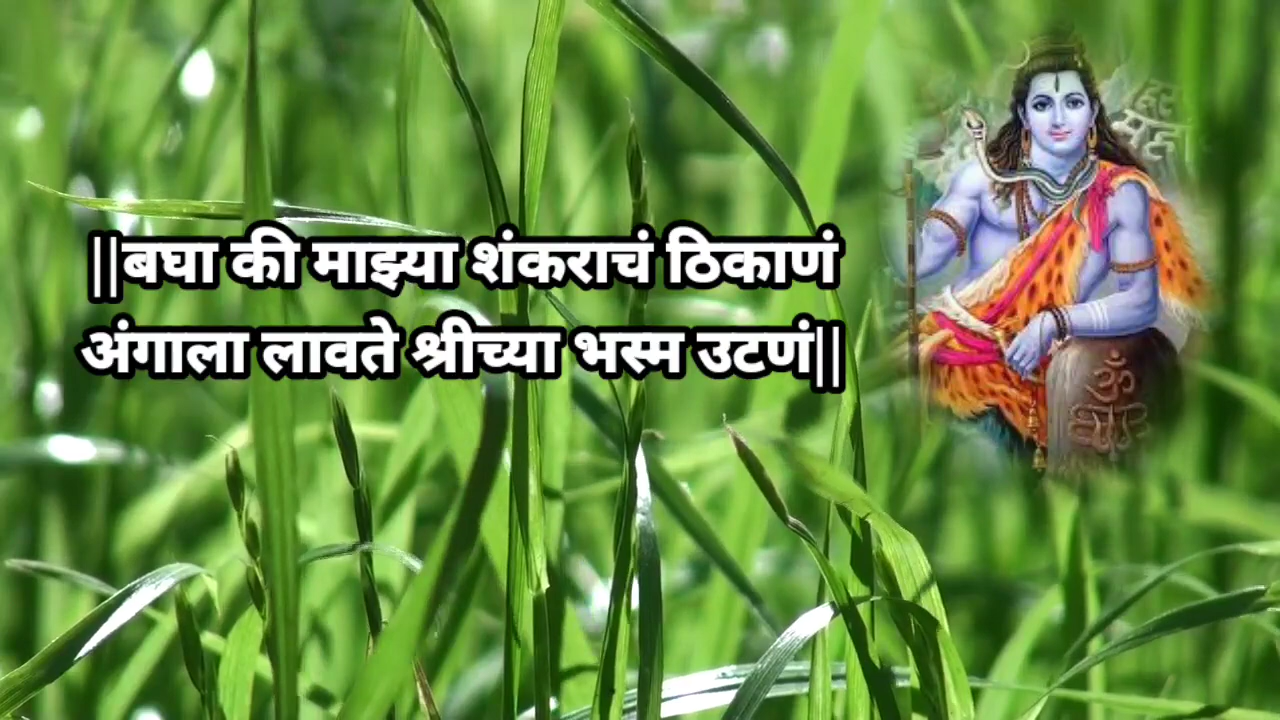 ||बघा की माझ्या शंकराचं ठिकाणं
अंगाला लावते श्रीच्या भस्म उटणं||
ॐ